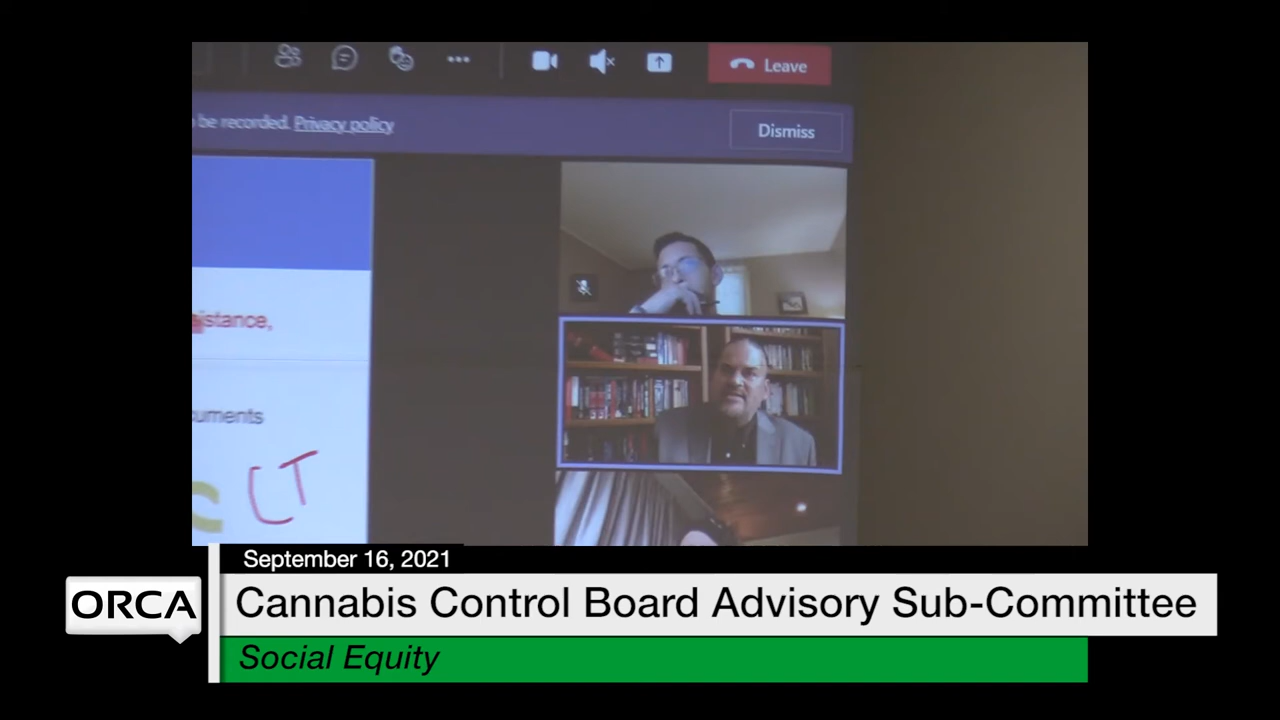 Leave
be recorded. Privacy policy
Dismiss
istance,
uments
CT
September 16, 2021
ORCA
Cannabis Control Board Advisory Sub-Committee
Social Equity